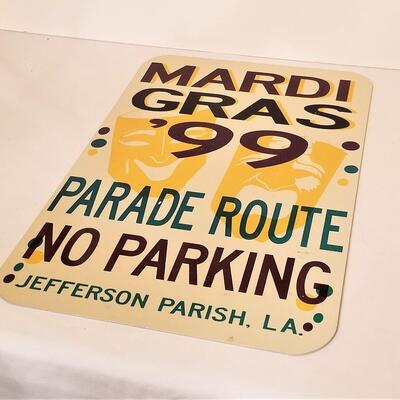 MARDI
GRAS
'99
PARADE ROUTE
NO PARKING
JEFFERSON PARISH, LA.